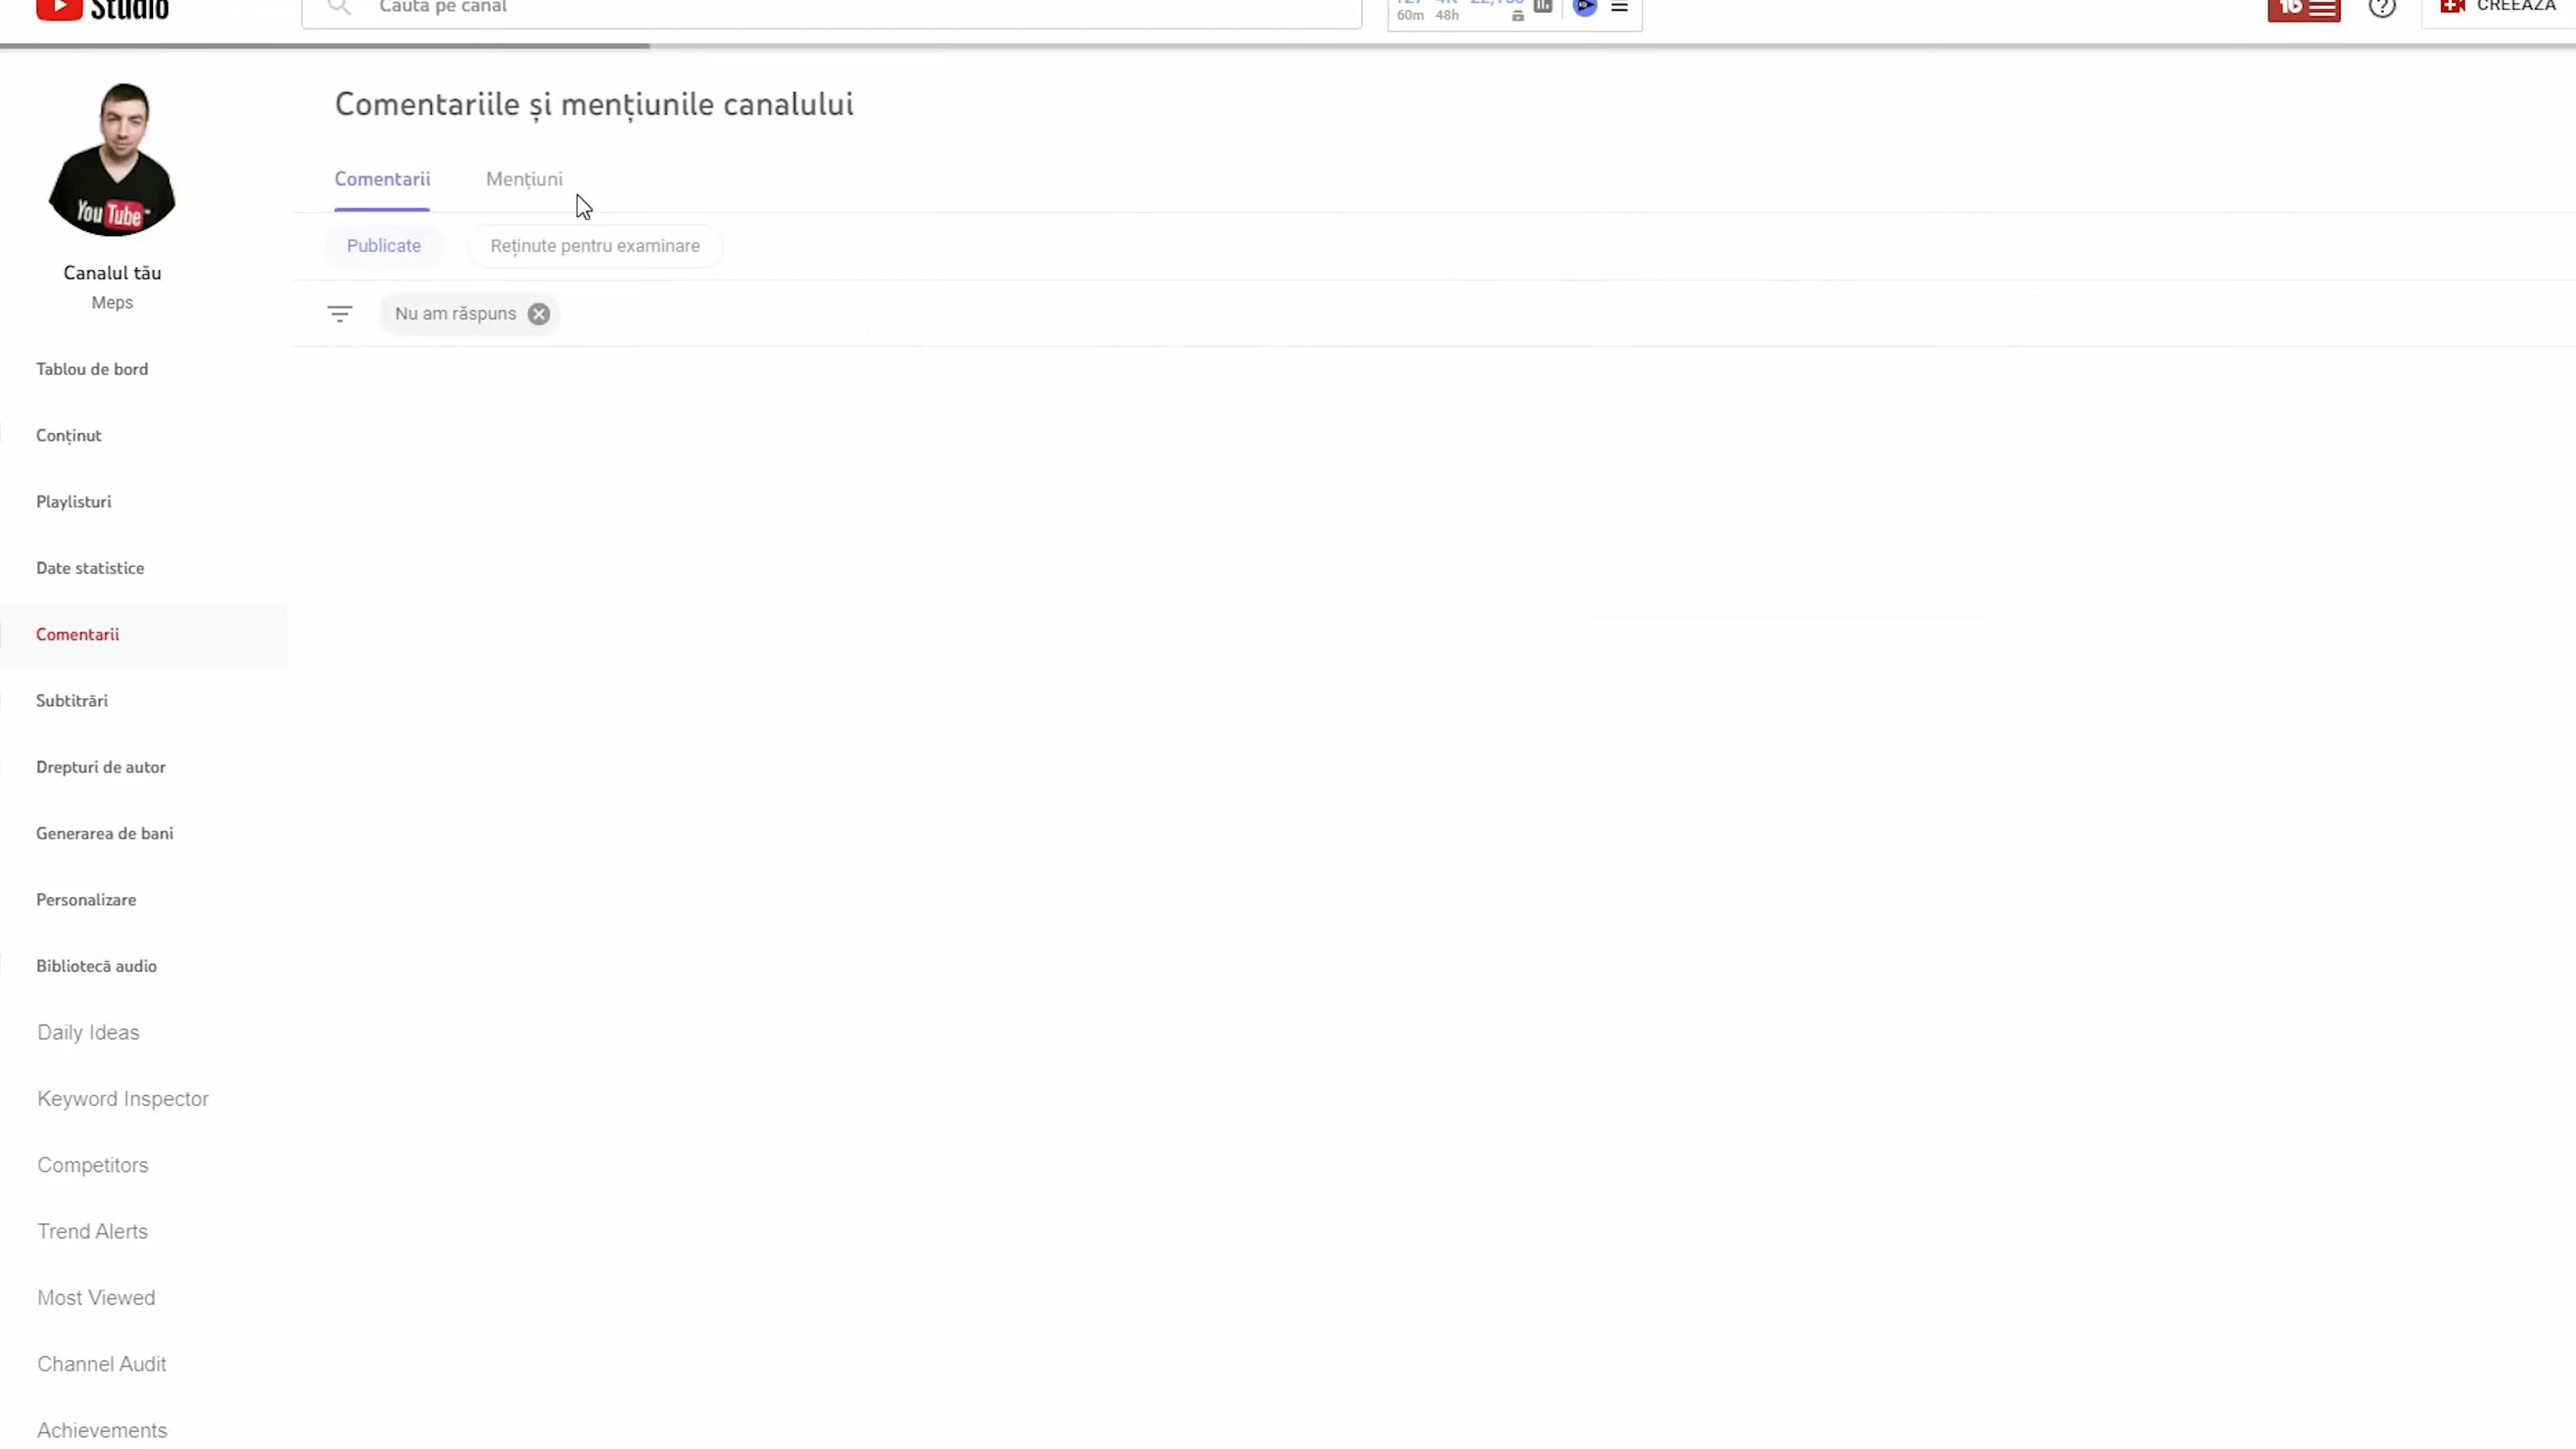 Studio
Caută pe canal
60m 48h
CREEAZĂ
Comentariile și mențiunile canalului
Comentarii Mențiuni
Publicate Reținute pentru examinare
Nu am răspuns
YouTube
Canalul tău
Meps
Tablou de bord
Conținut
Playlisturi
Date statistice
Comentarii
Subtitrări
Drepturi de autor
Generarea de bani
Personalizare
Bibliotecă audio
Daily Ideas
Keyword Inspector
Competitors
Trend Alerts
Most Viewed
Channel Audit
Achievements